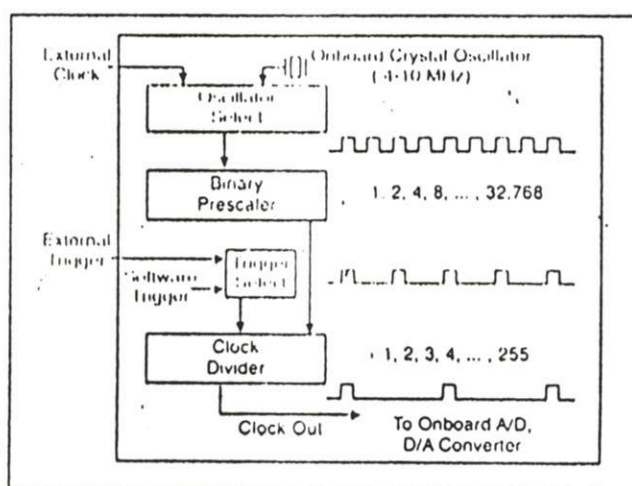 External
Clock
Onboard Crystal Oscillator
(4-10 MHz)
Oscillator
Select
Binary
Prescaler
1, 2, 4, 8, ... , 32,768
External
Trigger
Software
Trigger
Trigger
Select
Clock
Divider
1, 2, 3, 4, ... , 255
Clock Out
To Onboard A/D,
D/A Converter